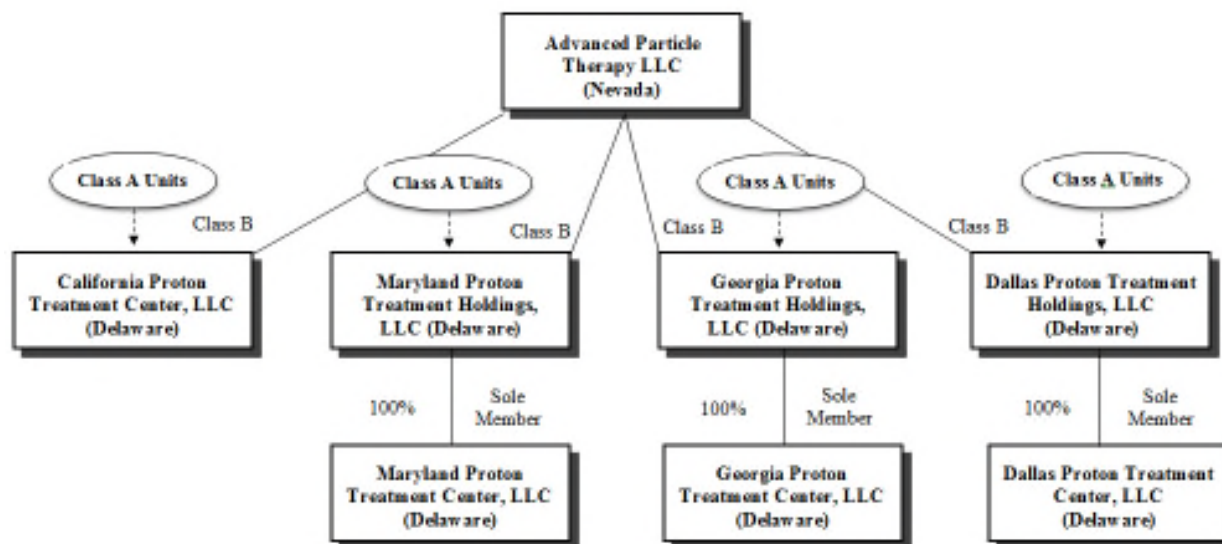 Advanced Particle
Therapy LLC
(Nevada)
Class A Units
Class A Units
Class A Units
Class A Units
Class B
Class B
Class B
Class B
California Proton
Treatment Center, LLC
(Delaware)
Maryland Proton
Treatment Holdings,
LLC (Delaware)
Georgia Proton
Treatment Holdings,
LLC (Delaware)
Dallas Proton Treatment
Holdings, LLC
(Delaware)
100%
Sole
Member
100%
Sole
Member
100%
Sole
Member
Maryland Proton
Treatment Center, LLC
(Delaware)
Georgia Proton
Treatment Center, LLC
(Delaware)
Dallas Proton Treatment
Center, LLC
(Delaware)